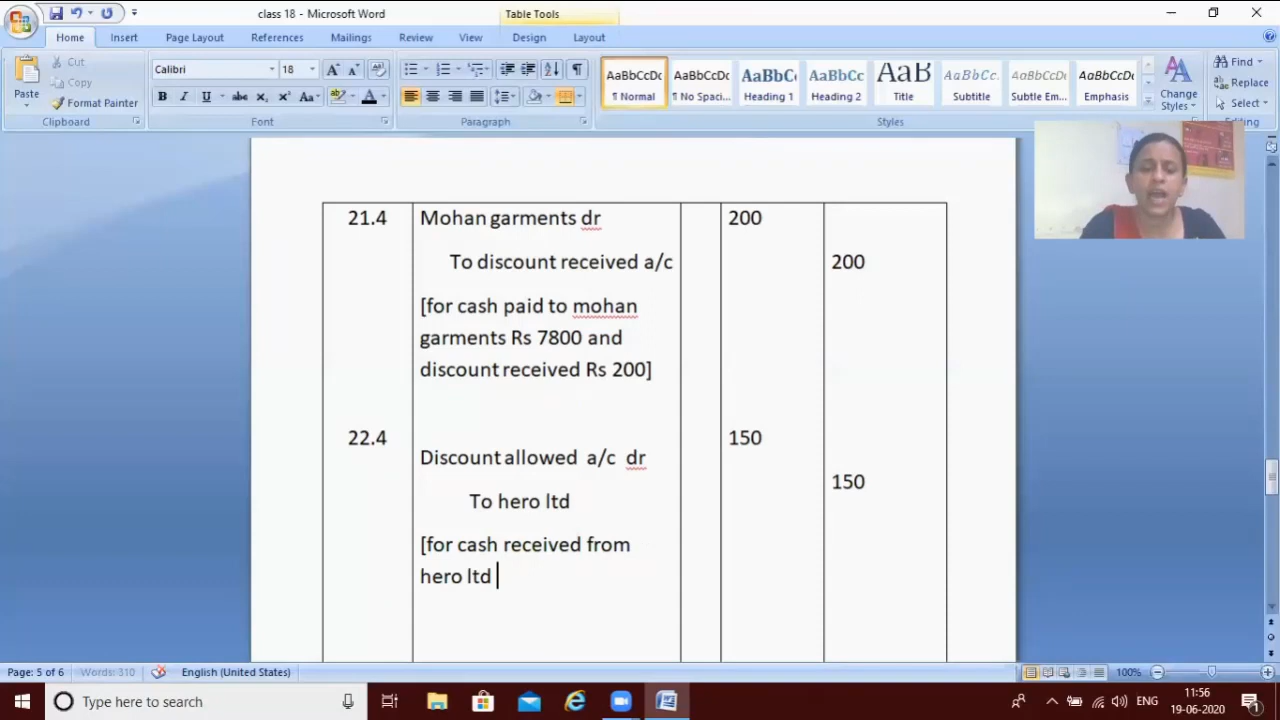 class 18 - Microsoft Word
Table Tools
Home Insert Page Layout References Mailings Review View Design Layout
Paste
Cut
Copy
Format Painter
Clipboard
Calibri 18
Font
Paragraph
AaBbCcDc AaBbCcDc AaBbCc AaBbCc AaB AaBbCc. AaBbCcDc AaBbCcDc
¶ Normal ¶ No Spaci... Heading 1 Heading 2 Title Subtitle Subtle Em... Emphasis
Change
Styles
Styles
Find
Replace
Select
Editing
21.4 Mohan garments dr 200
To discount received a/c 200
[for cash paid to mohan
garments Rs 7800 and
discount received Rs 200]
22.4 150
Discount allowed a/c dr
150
To hero ltd
[for cash received from
hero ltd
Page: 5 of 6 Words: 310 English (United States) 100%
Type here to search
ENG
11:56
19-06-2020